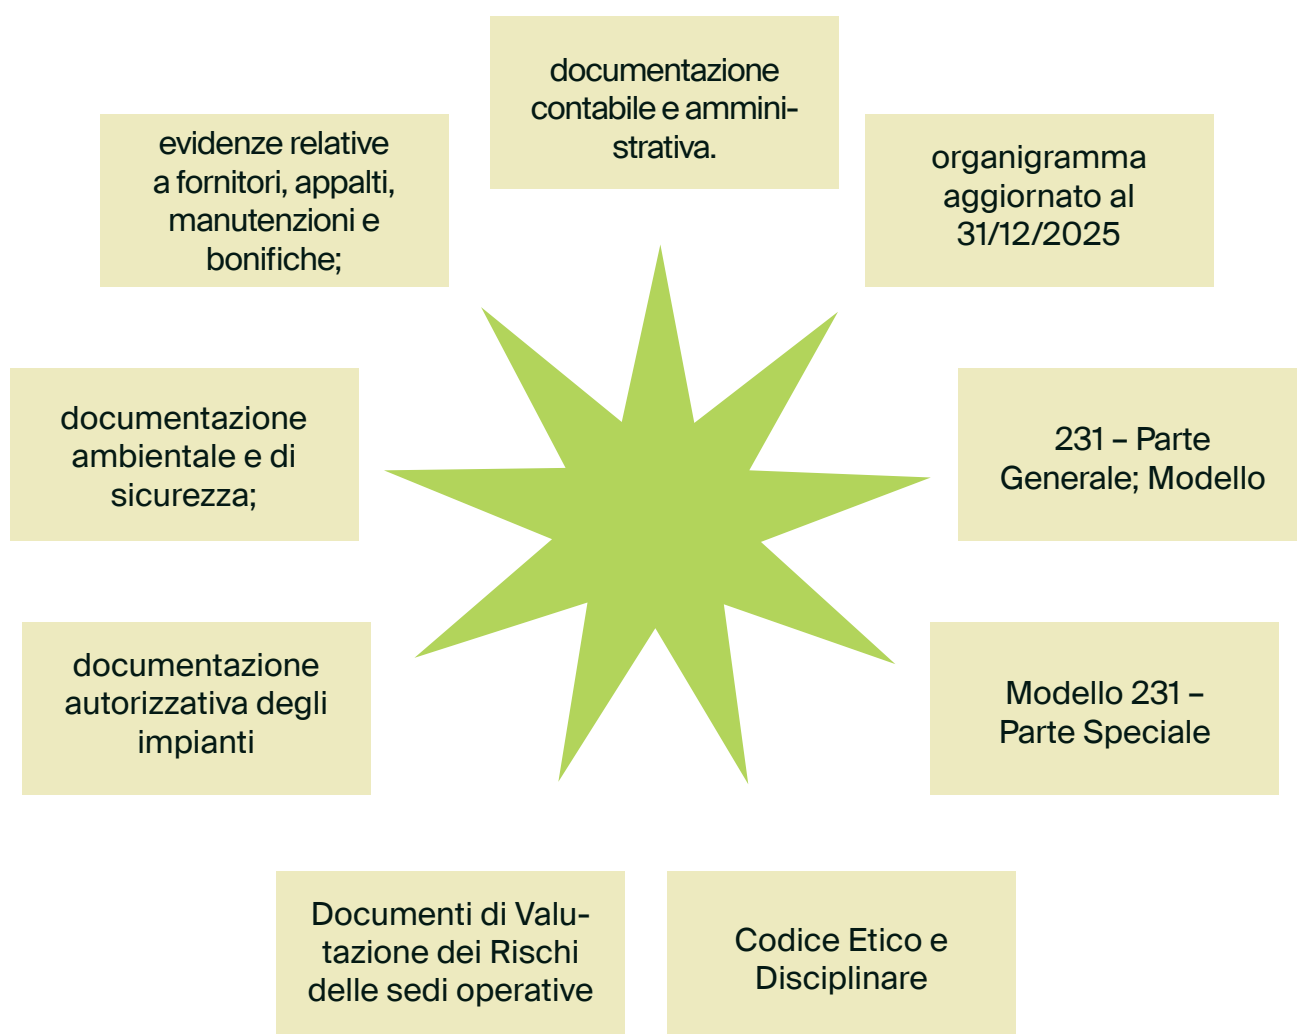 documentazione
contabile e ammini-
strativa.
evidenze relative
a fornitori, appalti,
manutenzioni e
bonifiche;
organigramma
aggiornato al
31/12/2025
documentazione
ambientale e di
sicurezza;
231 – Parte
Generale; Modello
documentazione
autorizzativa degli
impianti
Modello 231 –
Parte Speciale
Documenti di Valu-
tazione dei Rischi
delle sedi operative
Codice Etico e
Disciplinare